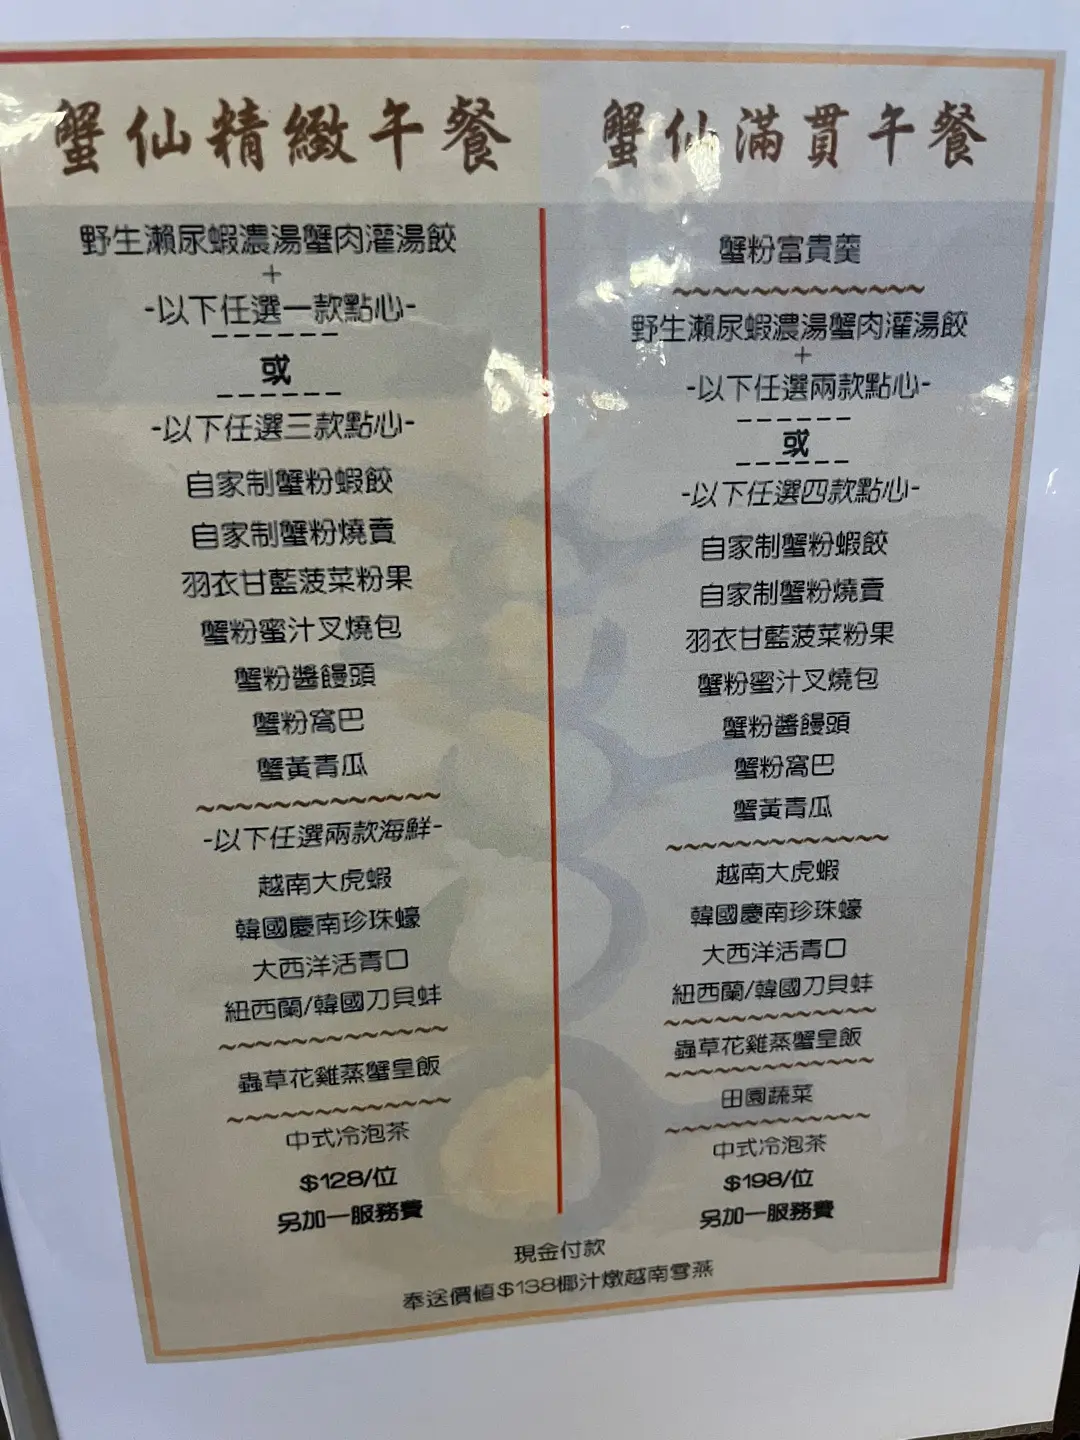 蟹仙精緻午餐
野生瀨尿蝦濃湯蟹肉灌湯餃
+
-以下任選一款點心-
或
-以下任選三款點心-
自家制蟹粉蝦餃
自家制蟹粉燒賣
羽衣甘藍菠菜粉果
蟹粉蜜汁叉燒包
蟹粉醬饅頭
蟹粉窩巴
蟹黃青瓜
-以下任選兩款海鮮-
越南大虎蝦
韓國慶南珍珠蠔
大西洋活青口
紐西蘭/韓國刀貝蚌
蟲草花雞蒸蟹皇飯
中式冷泡茶
$128/位
另加一服務費
蟹仙滿貫午餐
蟹粉富貴羹
野生瀨尿蝦濃湯蟹肉灌湯餃
+
-以下任選兩款點心-
或
-以下任選四款點心-
自家制蟹粉蝦餃
自家制蟹粉燒賣
羽衣甘藍菠菜粉果
蟹粉蜜汁叉燒包
蟹粉醬饅頭
蟹粉窩巴
蟹黃青瓜
越南大虎蝦
韓國慶南珍珠蠔
大西洋活青口
紐西蘭/韓國刀貝蚌
蟲草花雞蒸蟹皇飯
田園蔬菜
中式冷泡茶
$198/位
另加一服務費
現金付款
奉送價值$138椰汁燉越南雪燕